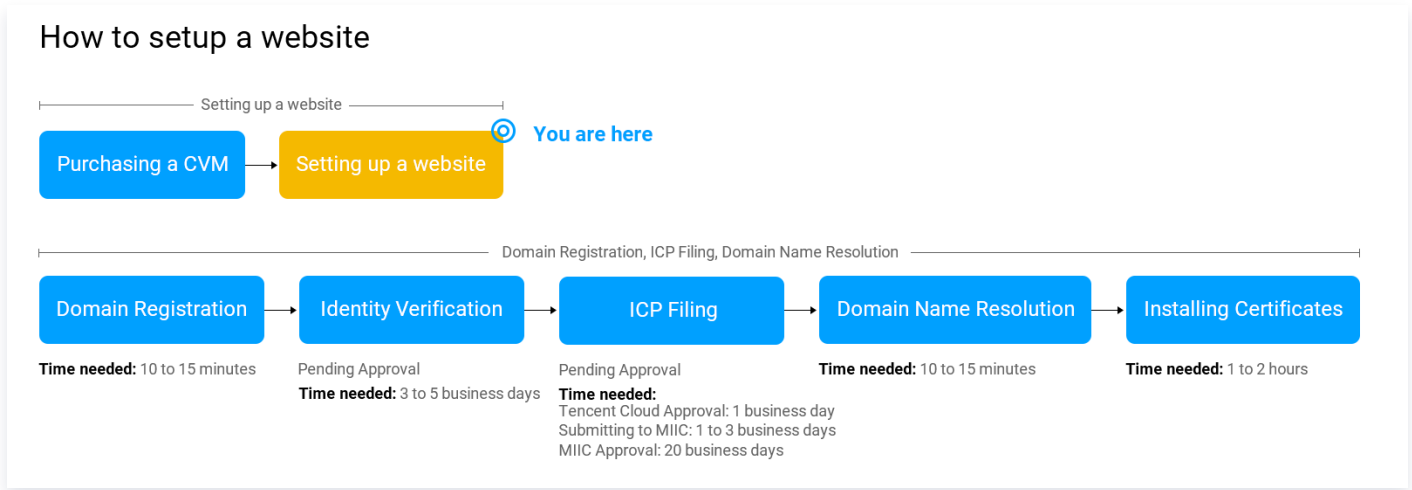 How to setup a website
Setting up a website
Purchasing a CVM
Setting up a website
You are here
Domain Registration, ICP Filing, Domain Name Resolution
Domain Registration
Identity Verification
ICP Filing
Domain Name Resolution
Installing Certificates
Time needed: 10 to 15 minutes
Pending Approval
Time needed: 3 to 5 business days
Pending Approval
Time needed:
Tencent Cloud Approval: 1 business day
Submitting to MIIC: 1 to 3 business days
MIIC Approval: 20 business days
Time needed: 10 to 15 minutes
Time needed: 1 to 2 hours